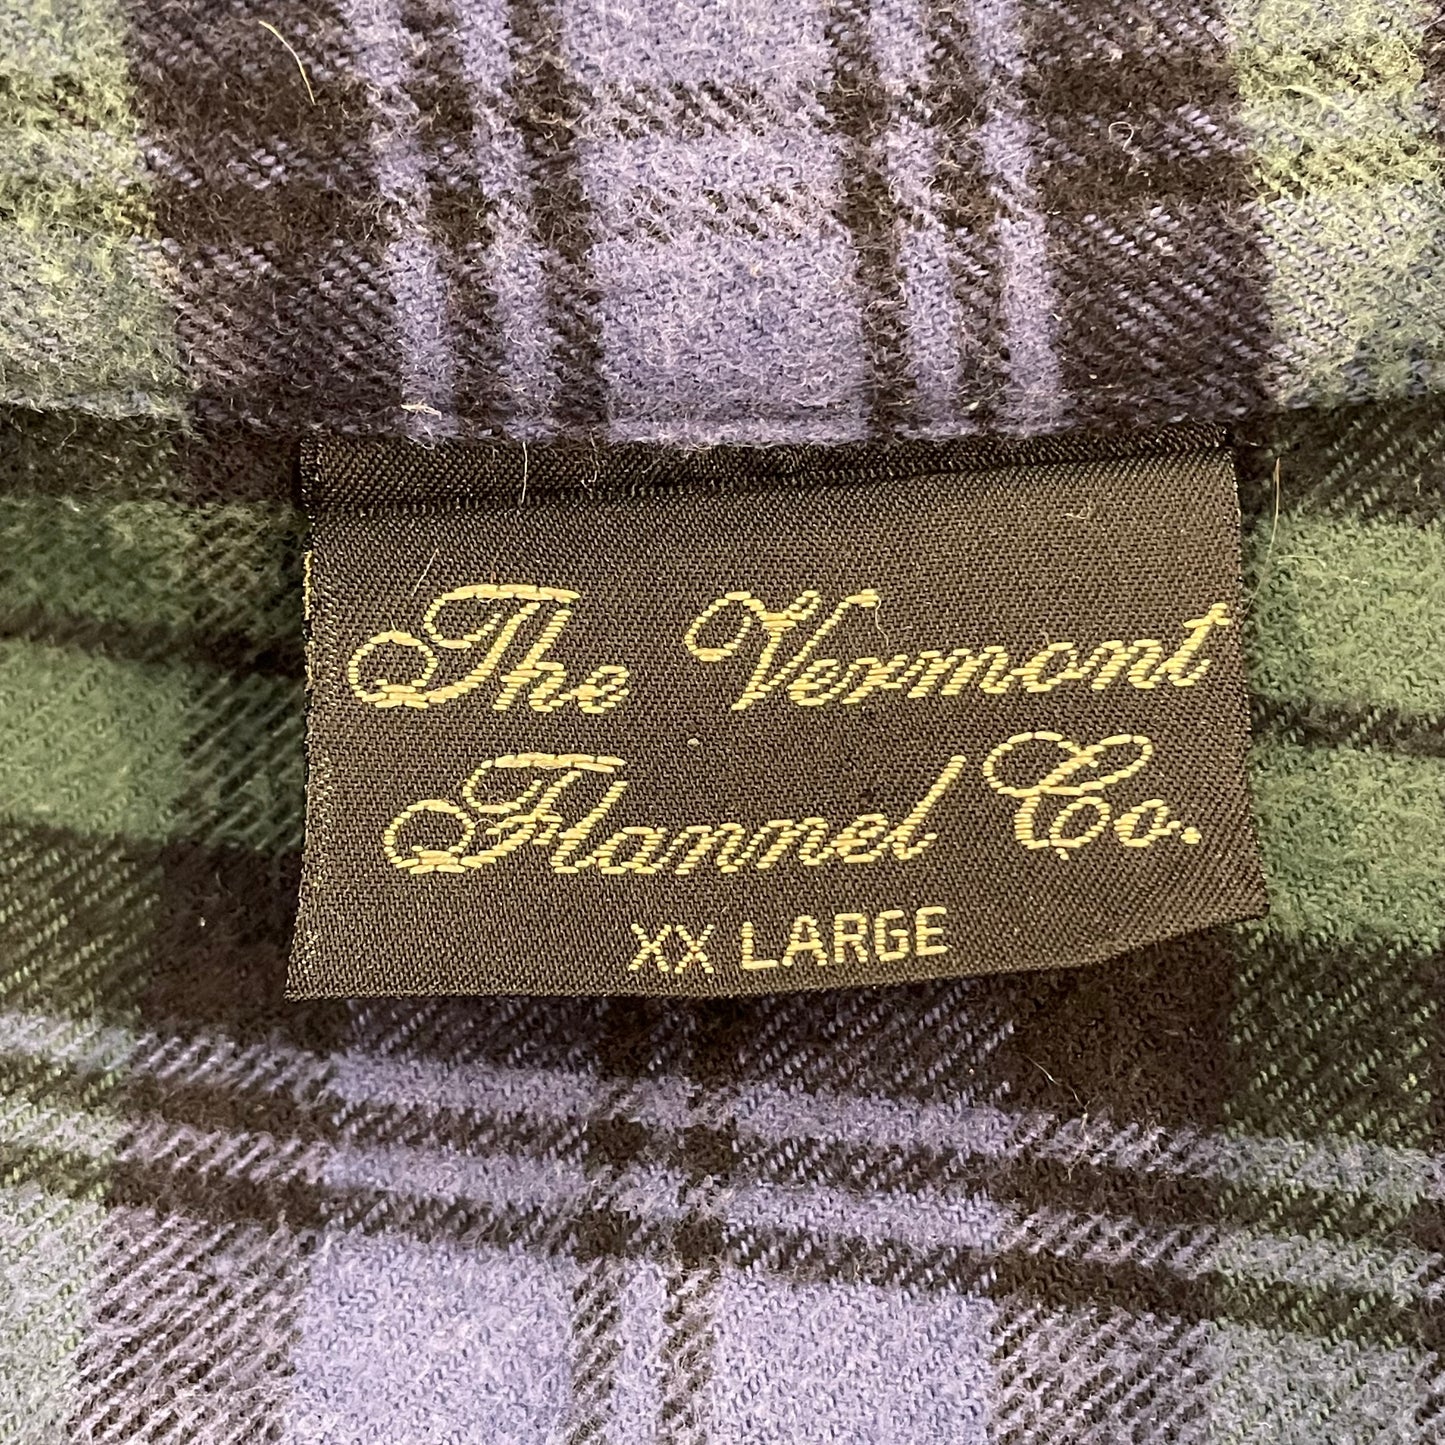 The Vermont
Flannel Co.
XX LARGE